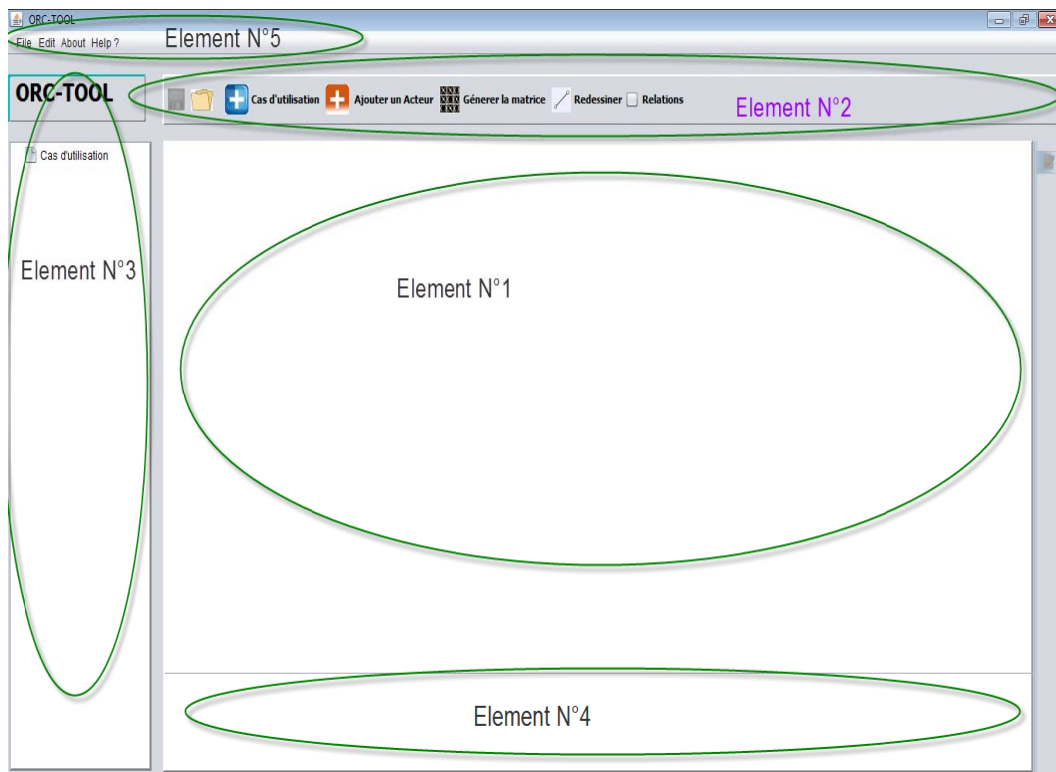 ORC-TOOL
File Edit About Help ?
Element N°5
ORC-TOOL
Cas d'utilisation Ajouter un Acteur Génerer la matrice Redessiner Relations
Element N°2
Cas d'utilisation
Element N°3
Element N°1
Element N°4